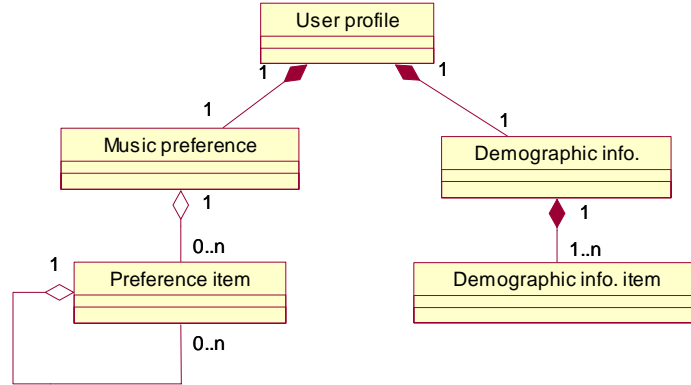 User profile
1
1
1
1
Music preference
Demographic info.
1
1
0..n
1..n
1
Preference item
Demographic info. item
0..n